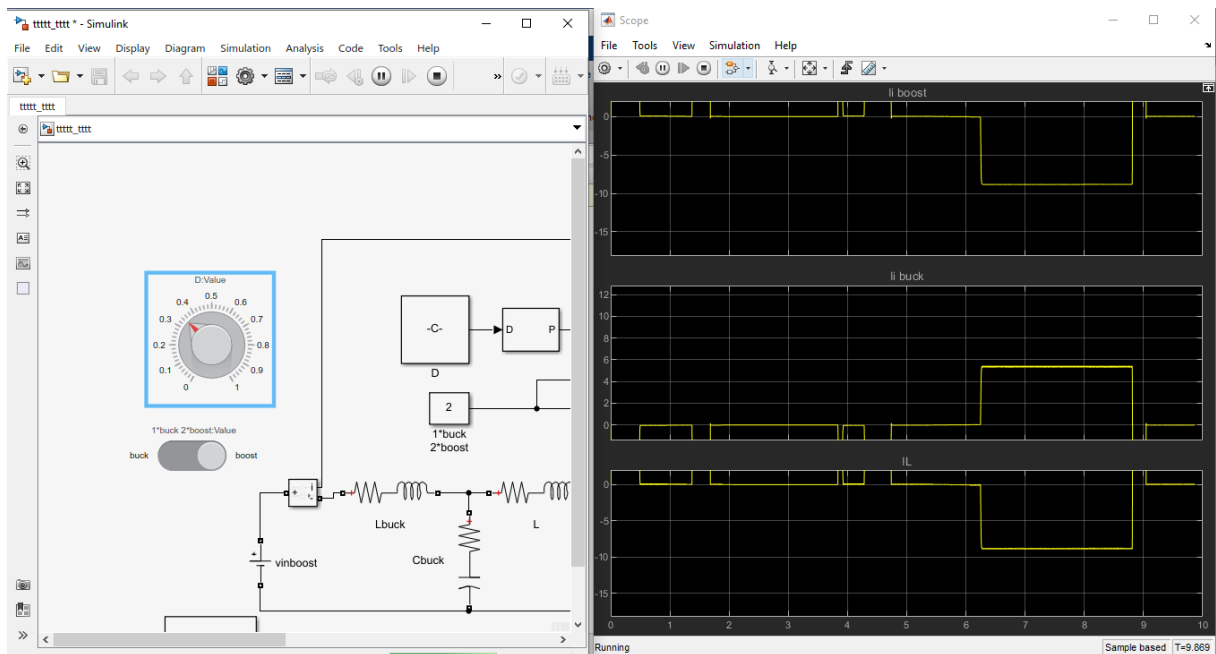 ttttt_tttt * - Simulink
File Edit View Display Diagram Simulation Analysis Code Tools Help
»
ttttt_tttt
ttttt_tttt
D:Value
0.5
0.4 0.6
0.3 0.7
0.2 0.8
0.1 0.9
0 1
1*buck 2*boost:Value
buck boost
-C-
D P
D
2
1*buck
2*boost
+ i
Lbuck
L
+
vinboost
Cbuck
»
Scope
File Tools View Simulation Help
Ii boost
0
-5
-10
-15
Ii buck
12
10
8
6
4
2
0
IL
0
-5
-10
-15
0 1 2 3 4 5 6 7 8 9 10
Running
Sample based T=9.869